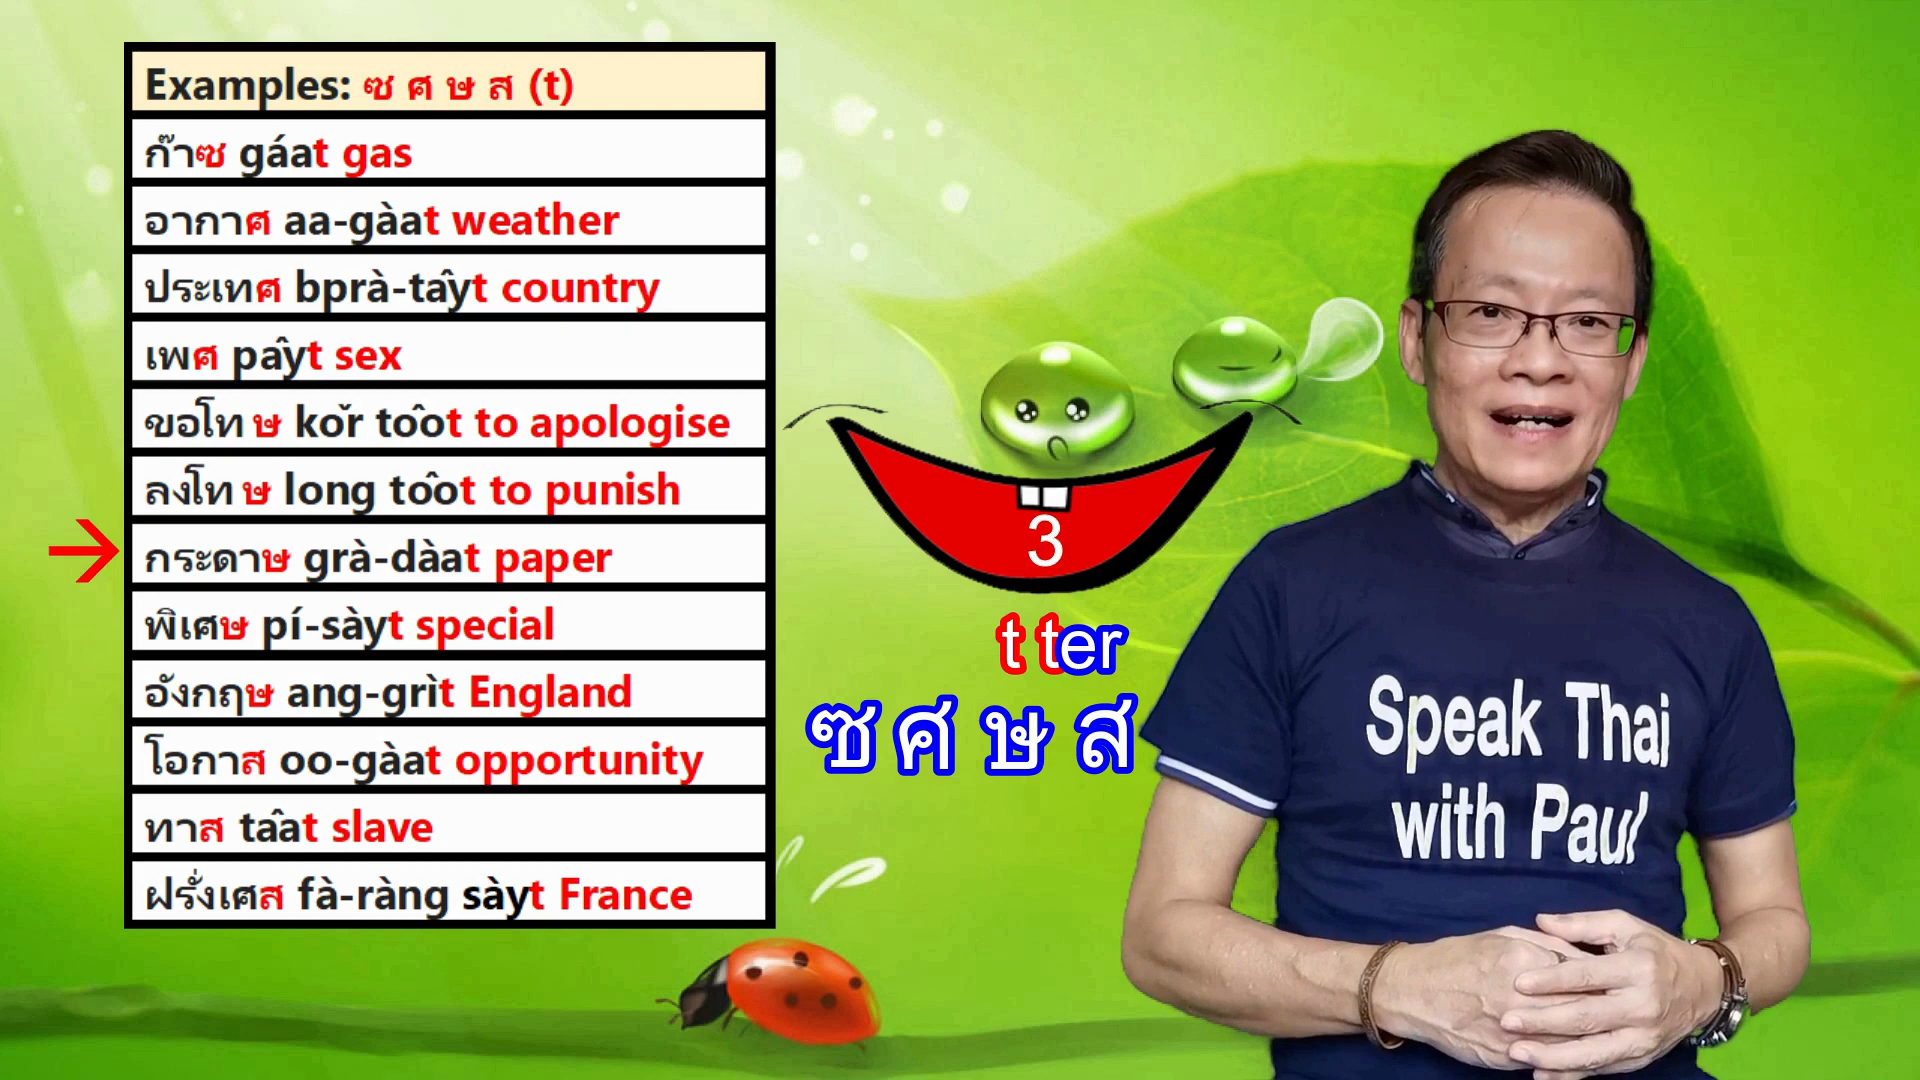 Examples: ซ ศ ษ ส (t)
ก๊าซ gáat gas
อากาศ aa-gàat weather
ประเทศ bprà-taŷt country
เพศ paŷt sex
ขอโท ษ kor̆ tôot to apologise
ลงโท ษ long tôot to punish
กระดาษ grà-dàat paper
พิเศษ pí-sàyt special
อังกฤษ ang-grìt England
โอกาส oo-gàat opportunity
ทาส tâat slave
ฝรั่งเศส fà-ràng sàyt France
3
t ter
ซ ศ ษ ส
Speak Thai
with Paul